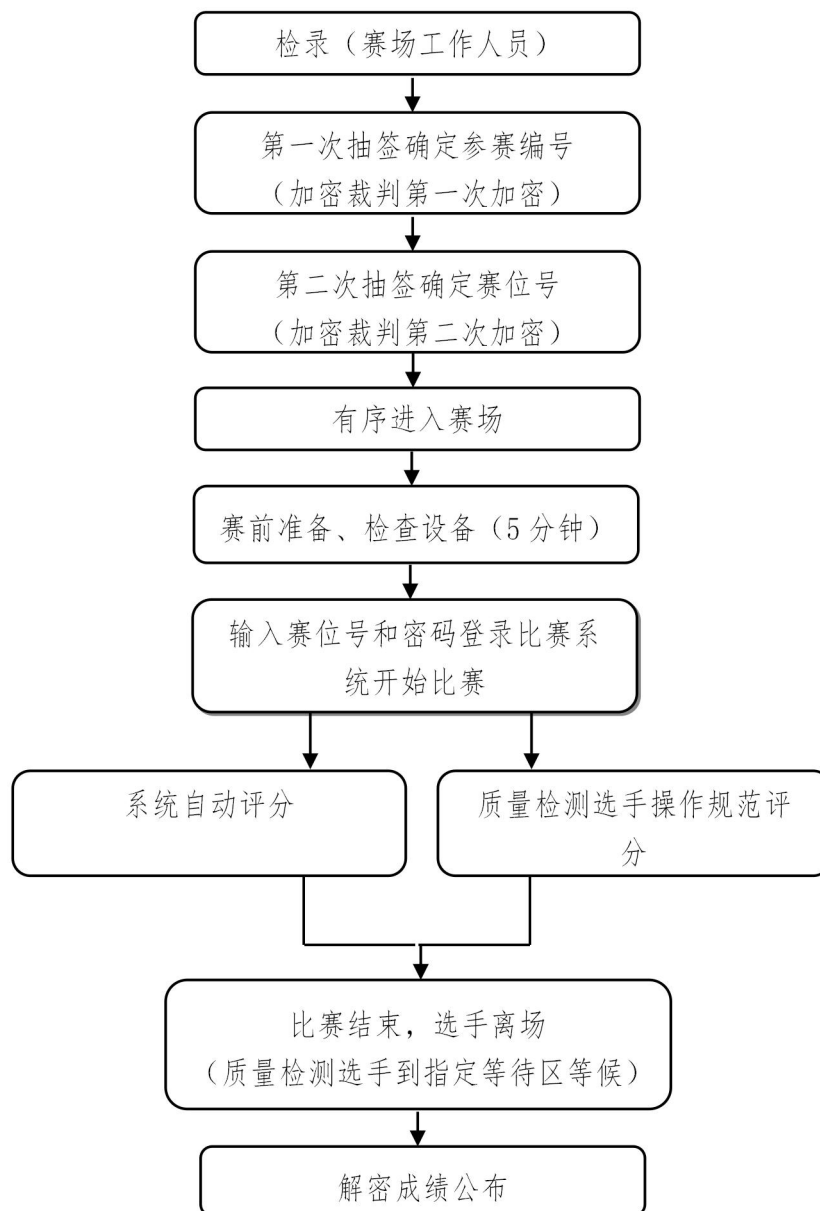 检录（赛场工作人员）
第一次抽签确定参赛编号
（加密裁判第一次加密）
第二次抽签确定赛位号
（加密裁判第二次加密）
有序进入赛场
赛前准备、检查设备（5分钟）
输入赛位号和密码登录比赛系
统开始比赛
系统自动评分
质量检测选手操作规范评
分
比赛结束，选手离场
（质量检测选手到指定等待区等候）
解密成绩公布